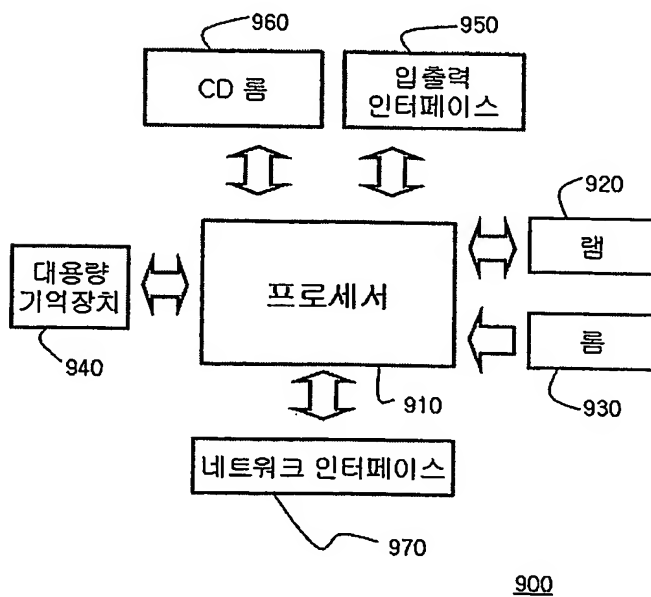 960
950
CD 롬
입출력
인터페이스
920
램
대용량
기억장치
프로세서
롬
940
910
930
네트워크 인터페이스
970
900